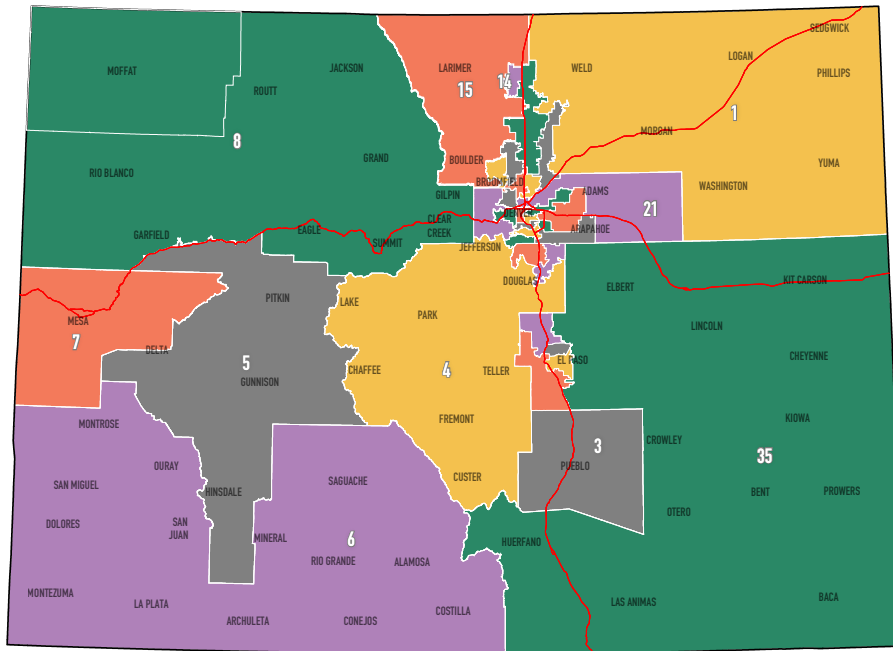 SEDGWICK
LOGAN
MOFFAT
JACKSON
LARIMER
WELD
PHILLIPS
14
15
ROUTT
1
MORGAN
8
GRAND
BOULDER
YUMA
RIO BLANCO
BROOMFIELD
WASHINGTON
ADAMS
GILPIN
21
DENVER
CLEAR
CREEK
GARFIELD
EAGLE
ARAPAHOE
SUMMIT
JEFFERSON
DOUGLAS
KIT CARSON
ELBERT
PITKIN
LAKE
PARK
MESA
LINCOLN
7
DELTA
CHEYENNE
5
EL PASO
CHAFFEE
4
TELLER
GUNNISON
FREMONT
KIOWA
MONTROSE
CROWLEY
3
35
OURAY
PUEBLO
CUSTER
SAGUACHE
SAN MIGUEL
HINSDALE
BENT
PROWERS
OTERO
DOLORES
SAN
JUAN
MINERAL
6
HUERFANO
RIO GRANDE
ALAMOSA
MONTEZUMA
LA PLATA
LAS ANIMAS
BACA
COSTILLA
ARCHULETA
CONEJOS